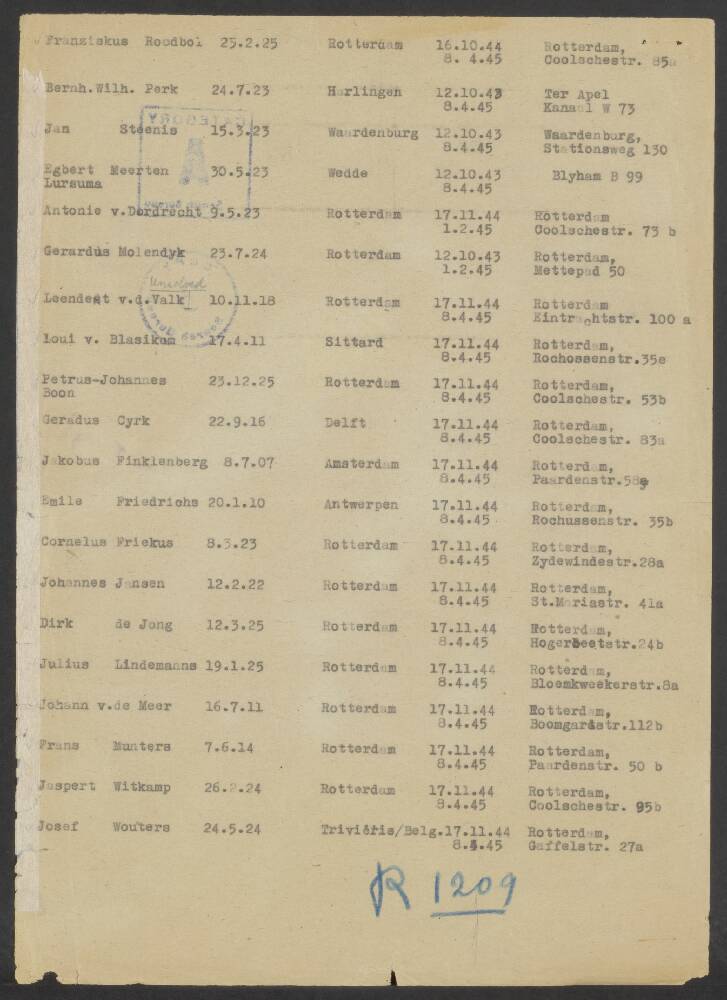 Franziskus Roodbol 25.2.25 Rotterdam 16.10.44 Rotterdam,
8. 4.45 Coolschestr. 85a
Bernh.Wilh. Perk 24.7.23 Harlingen 12.10.43 Ter Apel
8.4.45 Kanaal W 73
CATEGORY
Jan Steenis 15.3.23 Waardenburg 12.10.43 Waardenburg,
8.4.45 Stationsweg 130
Egbert Meerten 30.5.23 Wedde 12.10.43 Blyham B 99
Lursuma 8.4.45
Antonie v.Dordrecht 9.5.23 Rotterdam 17.11.44 Rotterdam
1.2.45 Coolschestr. 73 b
Gerardus Molendyk 23.7.24 Rotterdam 12.10.43 Rotterdam,
1.2.45 Mettepad 50
Leendert v.d.Valk 10.11.18 Rotterdam 17.11.44 Rotterdam
8.4.45 Eintrachtstr. 100 a
Loui v. Blasikom 17.4.11 Sittard 17.11.44 Rotterdam,
8.4.45 Rochossenstr.35e
Petrus-Johannes 23.12.25 Rotterdam 17.11.44 Rotterdam,
Boon 8.4.45 Coolschestr. 53b
Geradus Cyrk 22.9.16 Delft 17.11.44 Rotterdam,
8.4.45 Coolschestr. 83a
Jakobus Finklenberg 8.7.07 Amsterdam 17.11.44 Rotterdam,
8.4.45 Paardenstr.58
Emile Friedrichs 20.1.10 Antwerpen 17.11.44 Rotterdam,
8.4.45 Rochussenstr. 35b
Cornelus Friekus 8.3.23 Rotterdam 17.11.44 Rotterdam,
8.4.45 Zydewindestr.28a
Johannes Jansen 12.2.22 Rotterdam 17.11.44 Rotterdam,
8.4.45 St.Mariastr. 41a
Dirk de Jong 12.3.25 Rotterdam 17.11.44 Rotterdam,
8.4.45 Hogerbeetstr.24b
Julius Lindemanns 19.1.25 Rotterdam 17.11.44 Rotterdam,
8.4.45 Bloemkweekerstr.8a
Johann v.de Meer 16.7.11 Rotterdam 17.11.44 Rotterdam,
8.4.45 Boomgardstr.112b
Frans Munters 7.6.14 Rotterdam 17.11.44 Rotterdam,
8.4.45 Paardenstr. 50 b
Jaspert Witkamp 26.2.24 Rotterdam 17.11.44 Rotterdam,
8.4.45 Coolschestr. 95b
Josef Wouters 24.5.24 Triviéris/Belg.17.11.44 Rotterdam,
8.4.45 Gaffelstr. 27a
R 1209